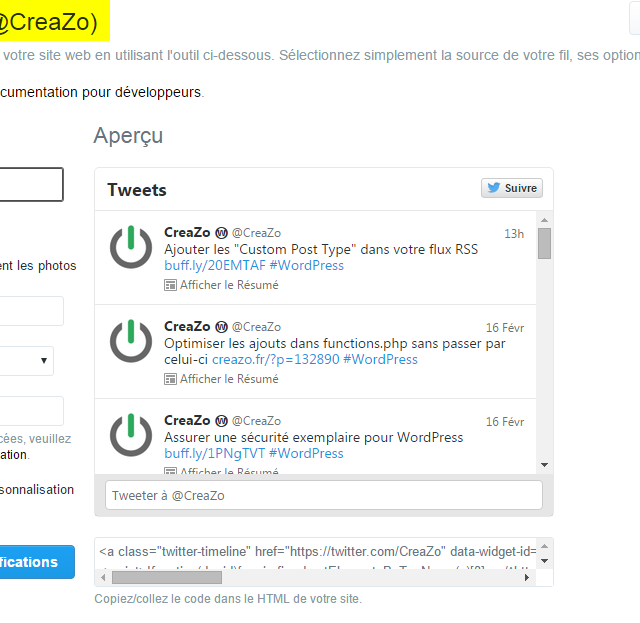 @CreaZo)
votre site web en utilisant l'outil ci-dessous. Sélectionnez simplement la source de votre fil, ses option
cumentation pour développeurs.
Aperçu
Tweets
Suivre
CreaZo @CreaZo
13h
Ajouter les "Custom Post Type" dans votre flux RSS
buff.ly/20EMTAF #WordPress
Afficher le Résumé
ent les photos
CreaZo @CreaZo
16 Févr
Optimiser les ajouts dans functions.php sans passer par
celui-ci creazo.fr/?p=132890 #WordPress
Afficher le Résumé
CreaZo @CreaZo
16 Févr
Assurer une sécurité exemplaire pour WordPress
buff.ly/1PNgTVT #WordPress
Afficher le Résumé
cées, veuillez
ation.
sonnalisation
Tweeter à @CreaZo
ifications
<a class="twitter-timeline" href="https://twitter.com/CreaZo" data-widget-id=
Copiez/collez le code dans le HTML de votre site.